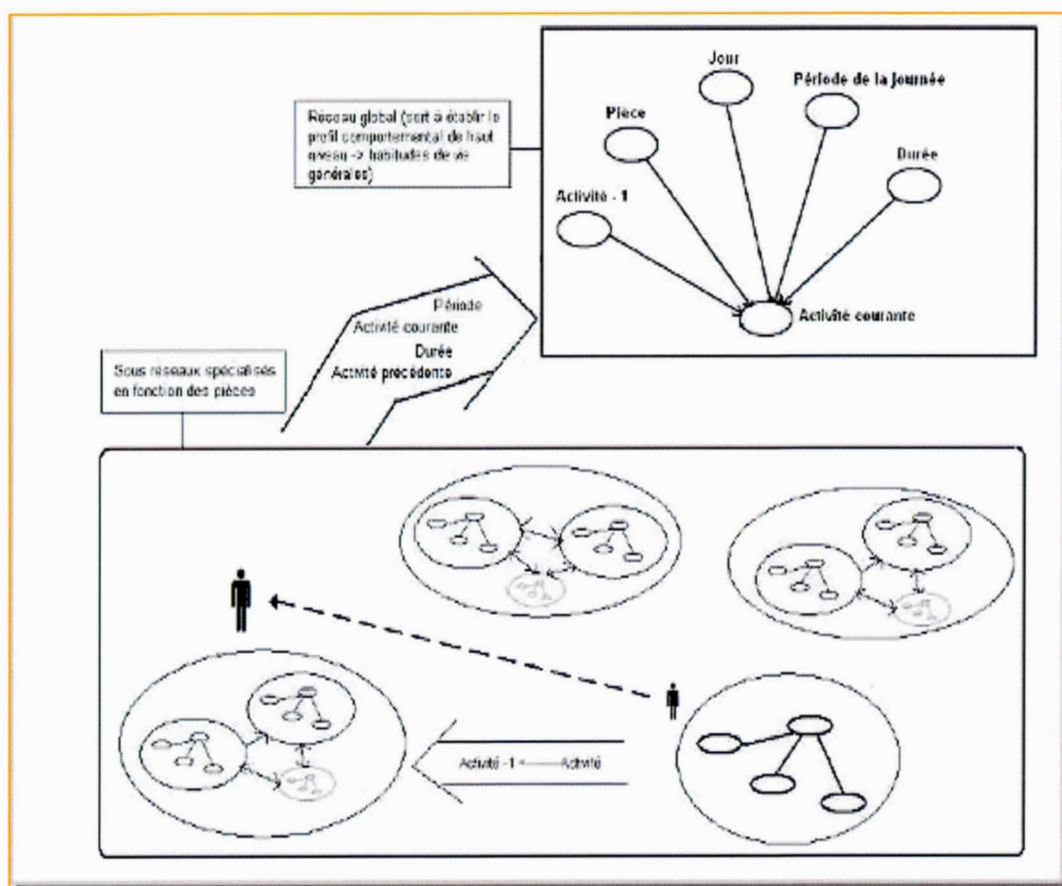 Jour
Période de la Journée
Pièce
Durée
Activité - 1
Activité courante
Réseau global (sert à établir le
profil comportemental de haut
niveau -> habitudes de vie
générales)
Période
Activité courante
Durée
Activité précédente
Sous réseaux spécialisés
en fonction des pièces
Activité -1
Activité